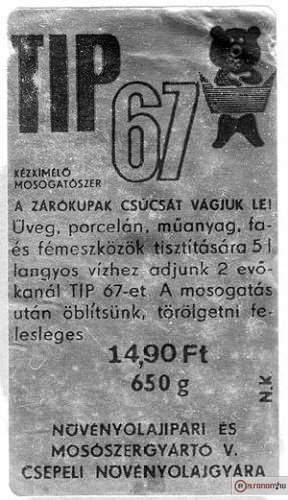 TIP
67
KÉZKÍMÉLŐ
MOSOGATÓSZER
A ZÁRÓKUPAK CSÚCSÁT VÁGJUK LE!
Üveg, porcelán, műanyag, fa-
és fémeszközök tisztítására 5 l
langyos vízhez adjunk 2 evő-
kanál TIP 67-et. A mosogatás
után öblítsünk, törölgetni fe-
lesleges
14,90 Ft
650 g
N.K
NÖVÉNYOLAJIPARI ÉS
MOSÓSZERGYÁRTÓ V.
CSEPELI NÖVÉNYOLAJGYÁRA
Retronom.hu